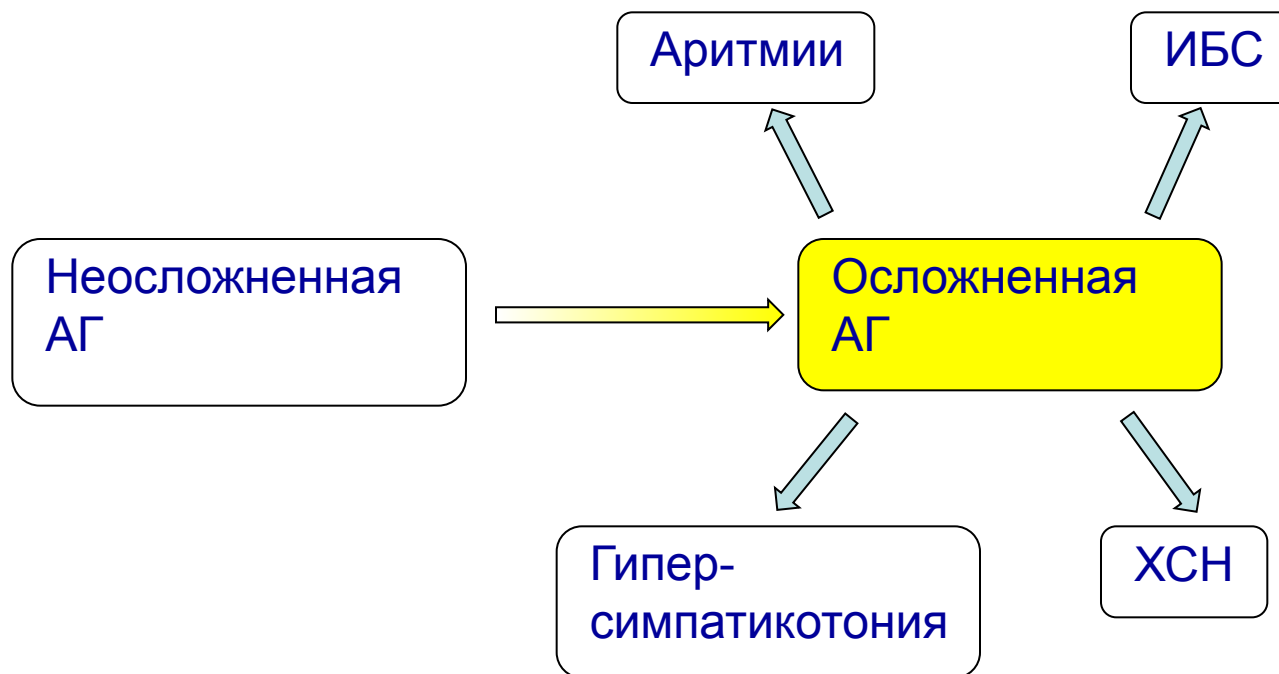 Аритмии
ИБС
Неосложненная
АГ
Осложненная
АГ
Гипер-
симпатикотония
ХСН